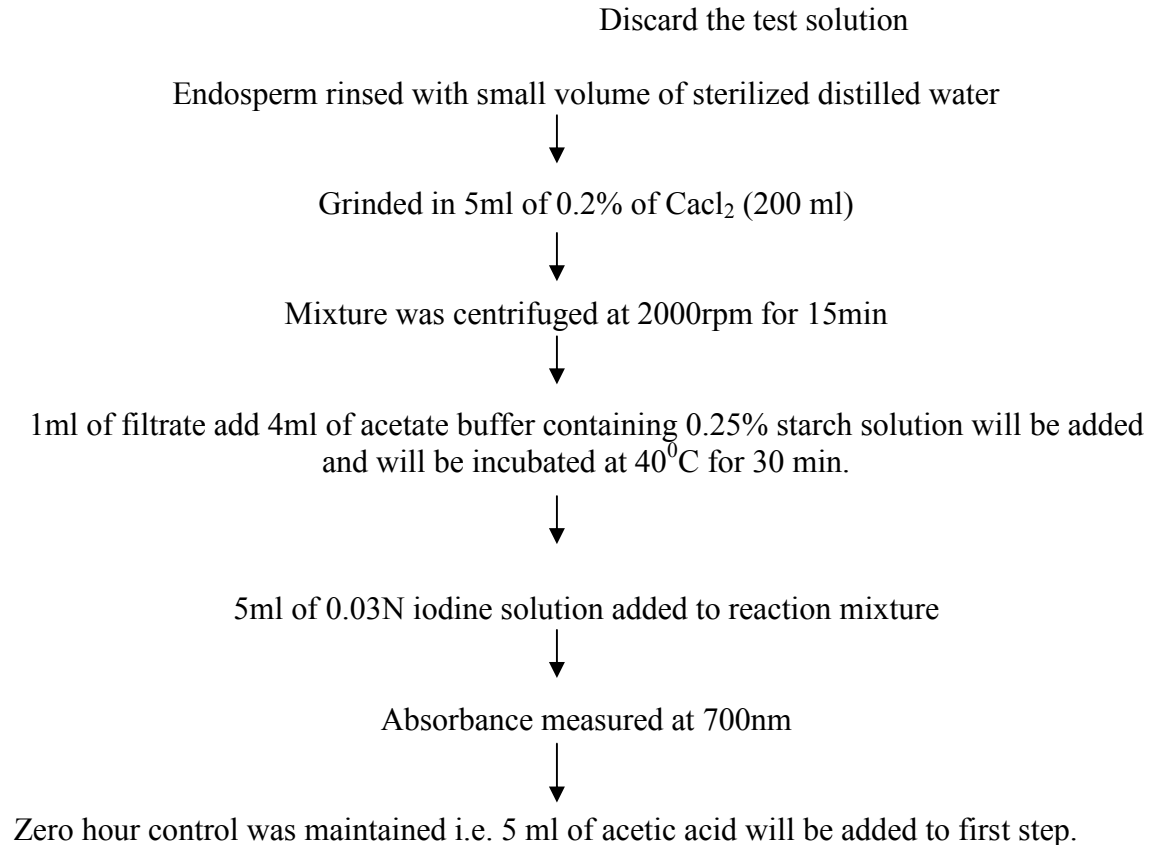 Discard the test solution
Endosperm rinsed with small volume of sterilized distilled water
Grinded in 5ml of 0.2% of Cacl₂ (200 ml)
Mixture was centrifuged at 2000rpm for 15min
1ml of filtrate add 4ml of acetate buffer containing 0.25% starch solution will be added
and will be incubated at 40⁰C for 30 min.
5ml of 0.03N iodine solution added to reaction mixture
Absorbance measured at 700nm
Zero hour control was maintained i.e. 5 ml of acetic acid will be added to first step.